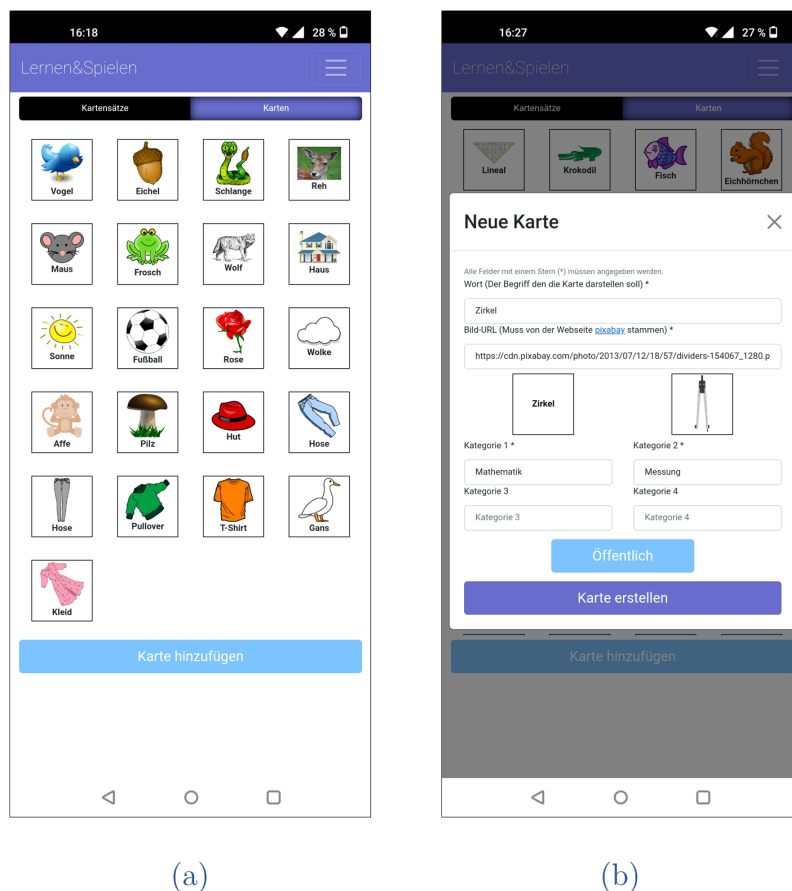 16:18
28 %
Lernen&Spielen
Kartensätze
Karten
Vogel
Eichel
Schlange
Reh
Maus
Frosch
Wolf
Haus
Sonne
Fußball
Rose
Wolke
Affe
Pilz
Hut
Hose
Hose
Pullover
T-Shirt
Gans
Kleid
Karte hinzufügen
(a)
16:27
27 %
Lernen&Spielen
Kartensätze
Karten
Lineal
Krokodil
Fisch
Eichhörnchen
Neue Karte
Alle Felder mit einem Stern (*) müssen angegeben werden.
Wort (Der Begriff den die Karte darstellen soll) *
Zirkel
Bild-URL (Muss von der Webseite pixabay stammen) *
https://cdn.pixabay.com/photo/2013/07/12/18/57/dividers-154067_1280.p
Zirkel
Kategorie 1 *
Kategorie 2 *
Mathematik
Messung
Kategorie 3
Kategorie 4
Kategorie 3
Kategorie 4
Öffentlich
Karte erstellen
Karte hinzufügen
(b)